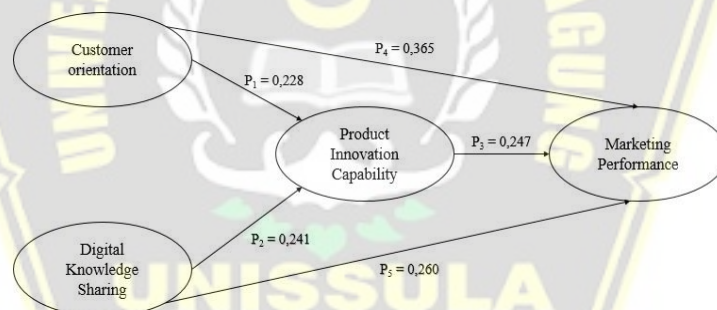 Customer
orientation
P4 = 0,365
P1 = 0,228
Product
Innovation
Capability
P3 = 0,247
Marketing
Performance
P2 = 0,241
Digital
Knowledge
Sharing
P5 = 0,260
UNISSULA